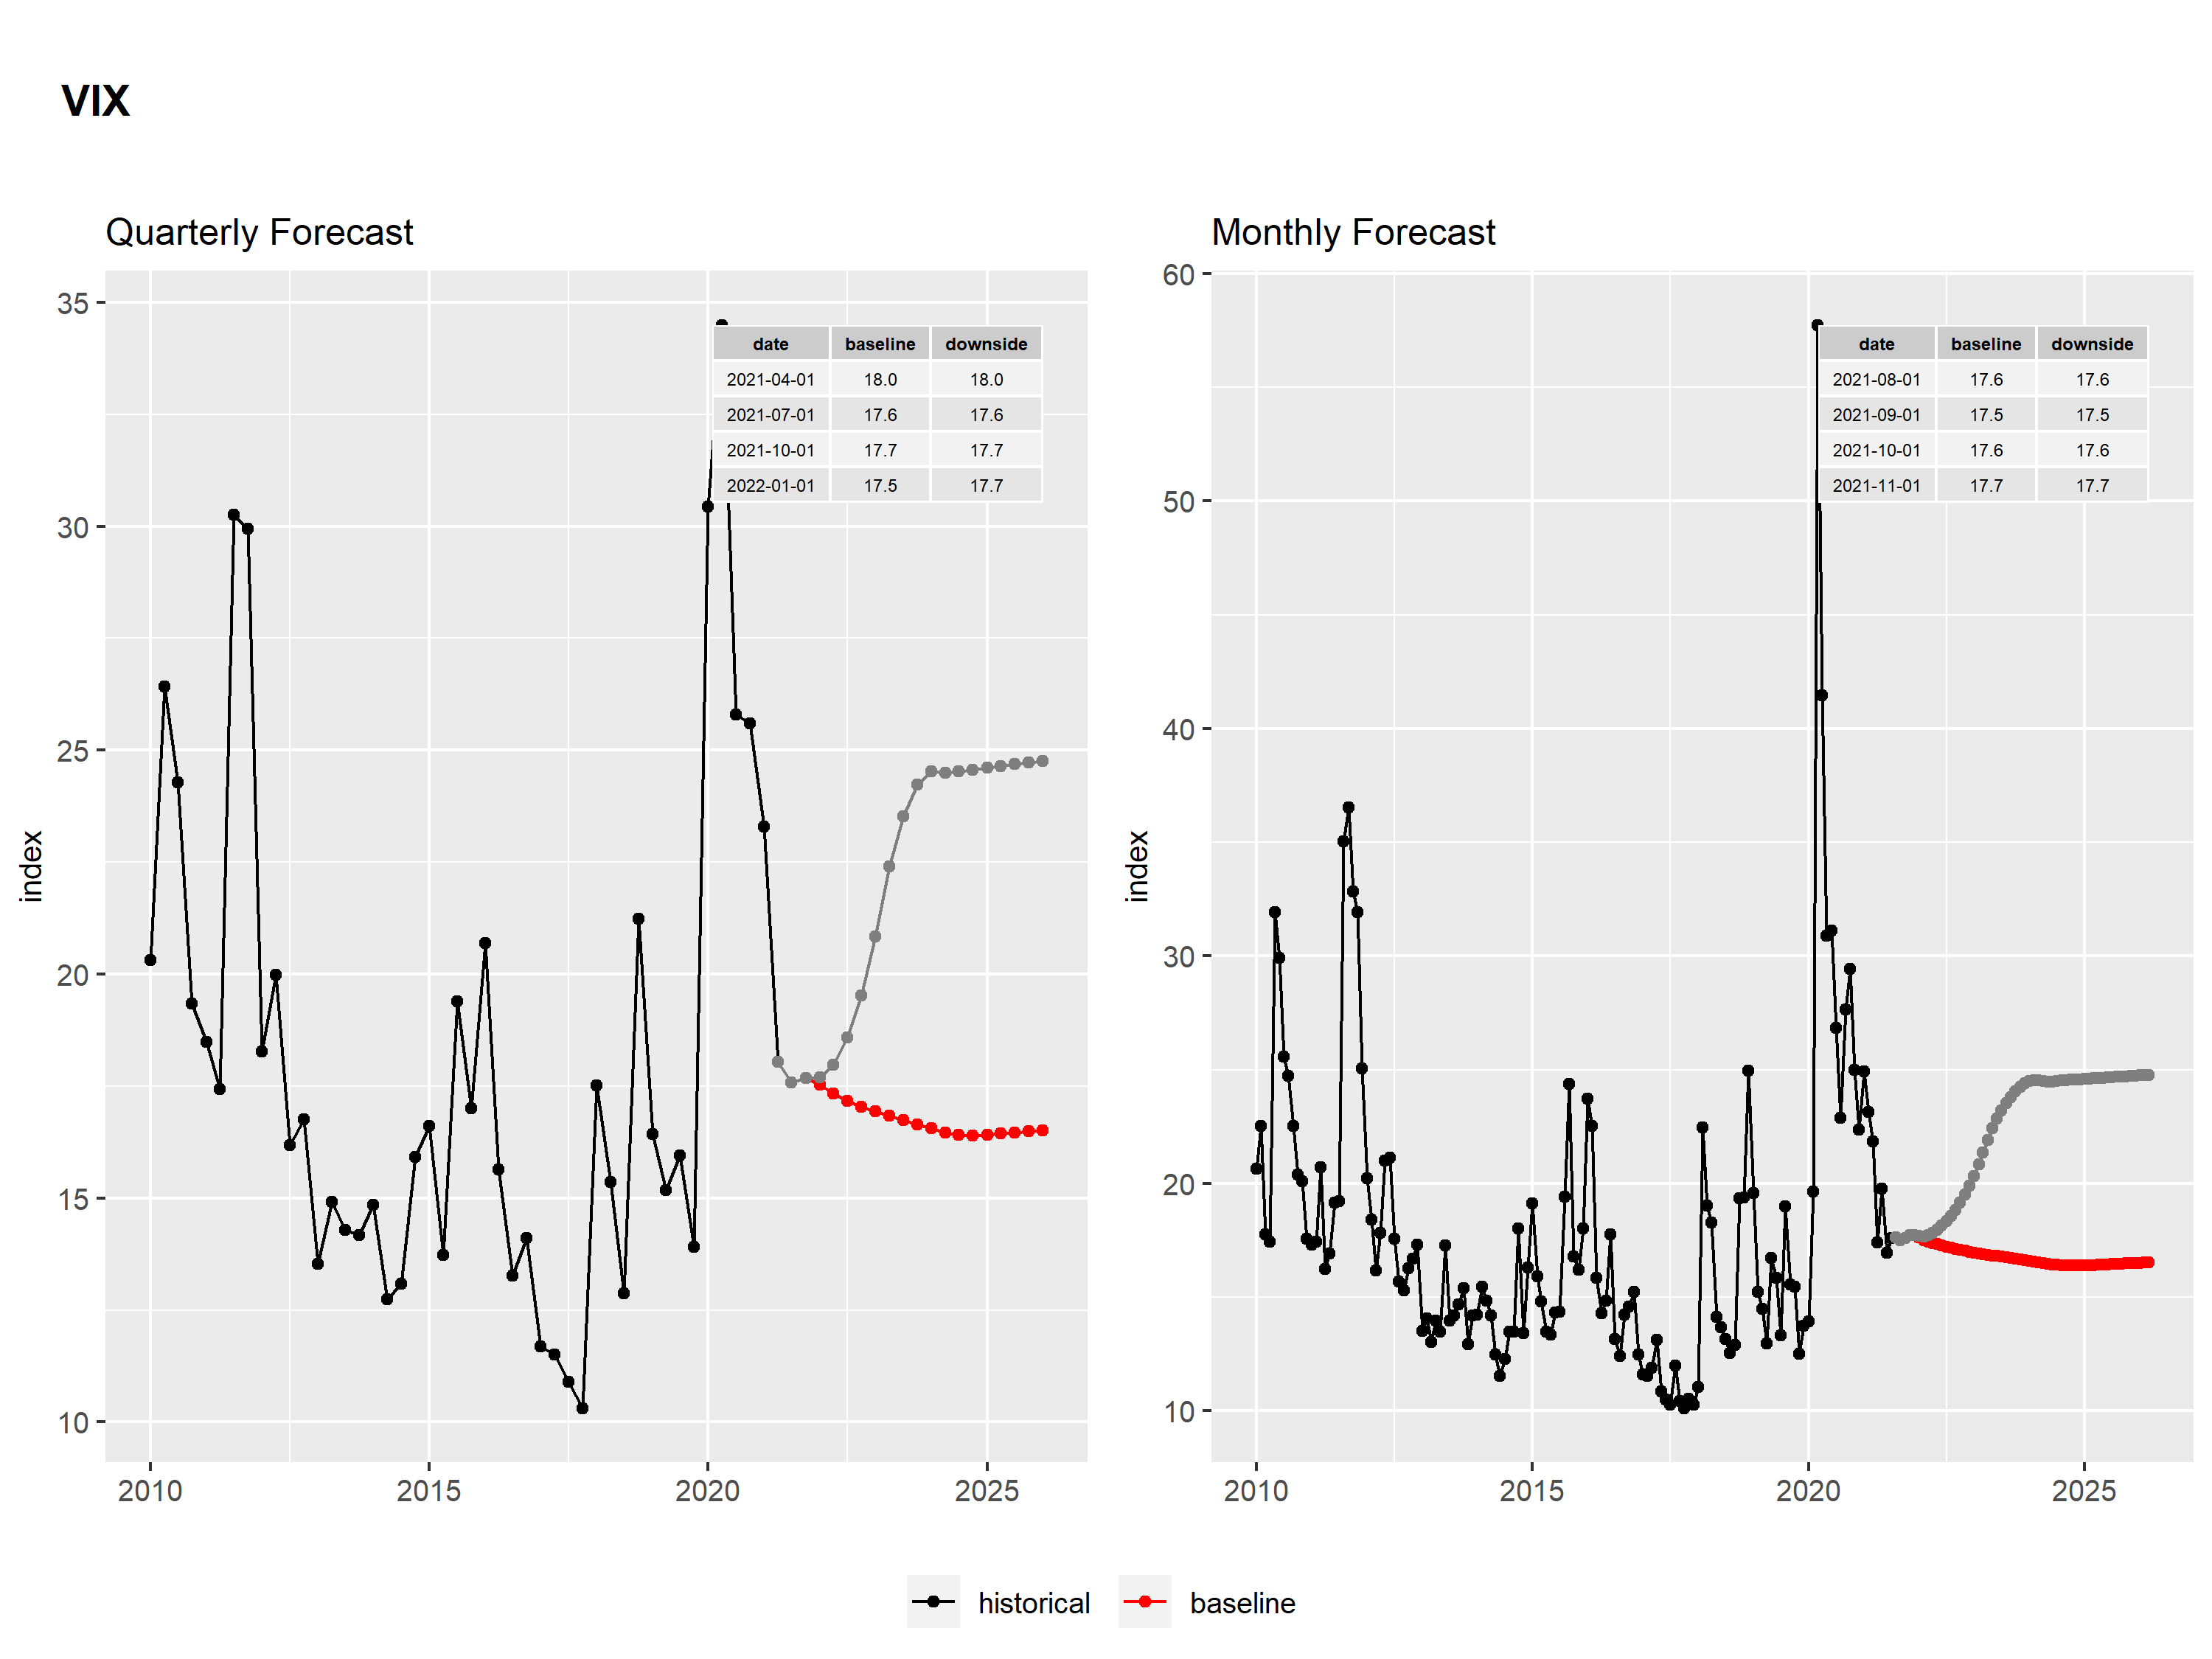 VIX
Quarterly Forecast
35
30
25
20
15
10
index
2010 2015 2020 2025
date baseline downside
2021-04-01 18.0 18.0
2021-07-01 17.6 17.6
2021-10-01 17.7 17.7
2022-01-01 17.5 17.7
Monthly Forecast
60
50
40
30
20
10
index
2010 2015 2020 2025
date baseline downside
2021-08-01 17.6 17.6
2021-09-01 17.5 17.5
2021-10-01 17.6 17.6
2021-11-01 17.7 17.7
historical baseline